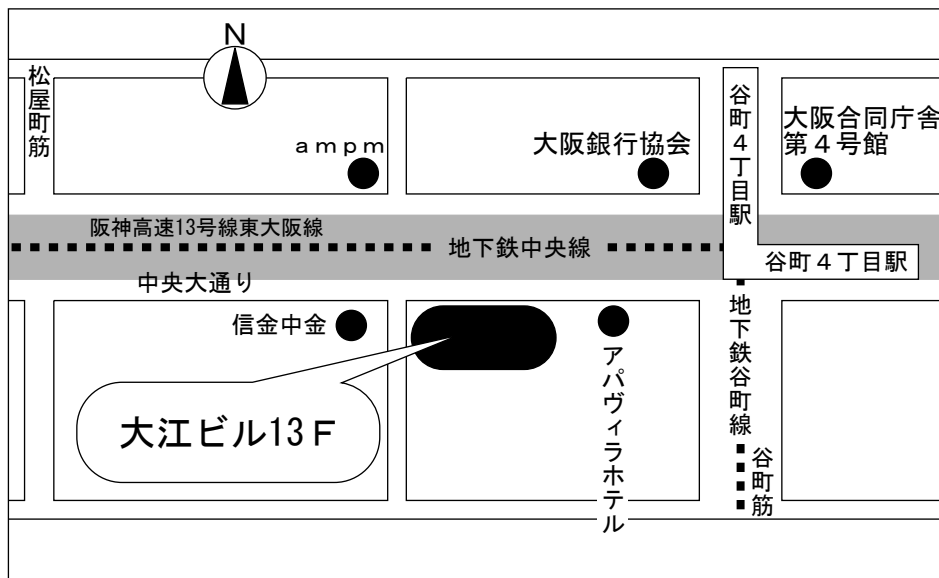 N
松屋町筋
ampm
大阪銀行協会
谷町4丁目駅
大阪合同庁舎
第4号館
阪神高速13号線東大阪線
地下鉄中央線
谷町4丁目駅
中央大通り
信金中金
大江ビル13F
アパヴィラホテル
地下鉄谷町線
谷町筋